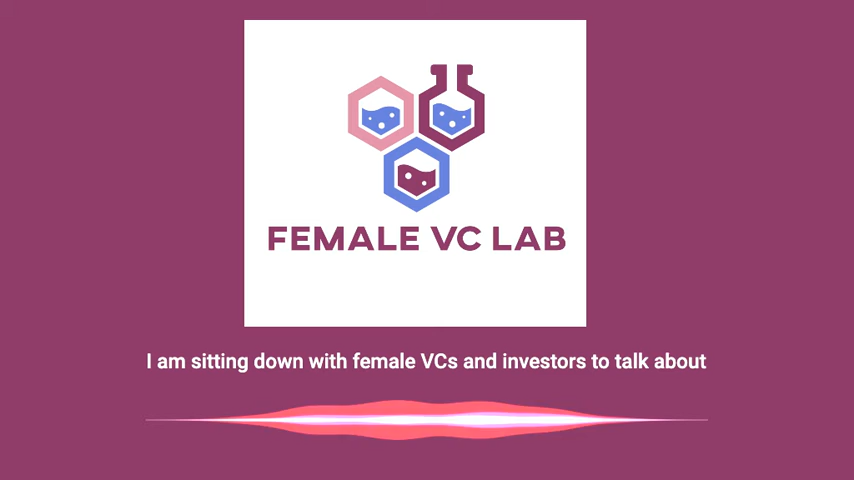 FEMALE VC LAB
I am sitting down with female VCs and investors to talk about